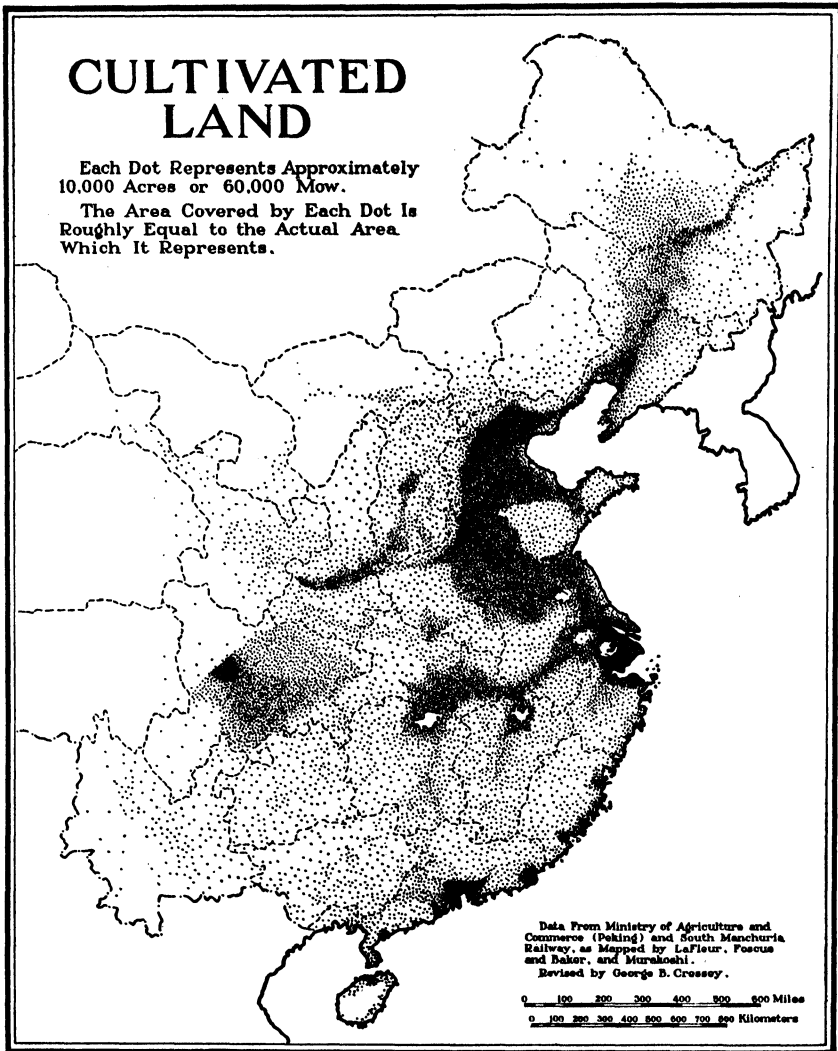 CULTIVATED
LAND
Each Dot Represents Approximately
10,000 Acres or 60,000 Mow.
The Area Covered by Each Dot Is
Roughly Equal to the Actual Area
Which It Represents.
Data From Ministry of Agriculture and
Commerce (Peking) and South Manchuria
Railway, as Mapped by LaFleur, Foscue
and Baker, and Murakoshi.
Revised by George B. Cressey.
0 100 200 300 400 500 600 Miles
0 100 200 300 400 500 600 700 800 Kilometers